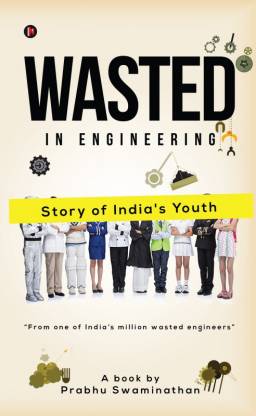 WASTED
IN ENGINEERING
Story of India's Youth
"From one of India's million wasted engineers"
A book by
Prabhu Swaminathan